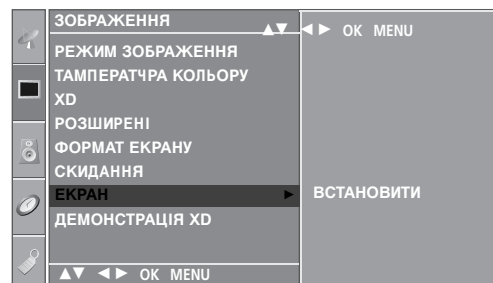 ЗОБРАЖЕННЯ ▲▼ ◄► OK MENU
РЕЖИМ ЗОБРАЖЕННЯ
ТАМПЕРАТЧРА КОЛЬОРУ
XD
РОЗШИРЕНІ
ФОРМАТ ЕКРАНУ
СКИДАННЯ
ЕКРАН ► ВСТАНОВИТИ
ДЕМОНСТРАЦІЯ XD
▲▼ ◄► OK MENU